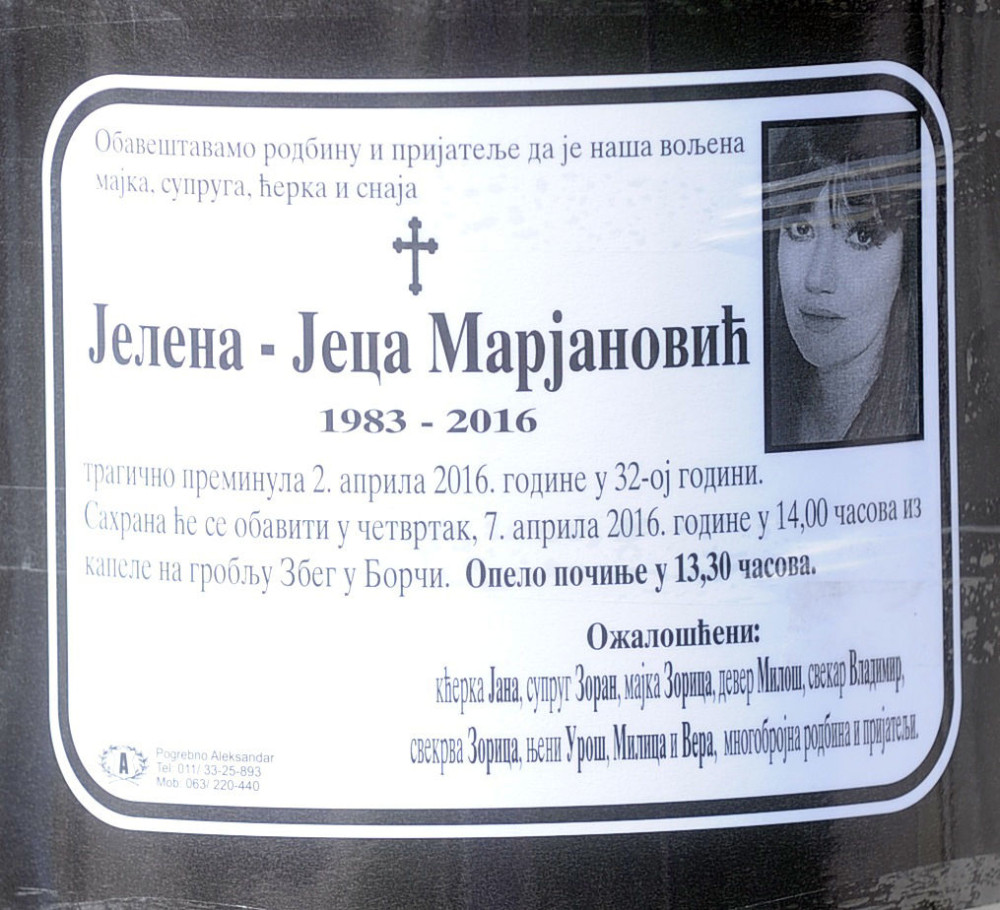 Обавештавамо родбину и пријатеље да је наша вољена
мајка, супруга, ћерка и снаја
Јелена - Јеца Марјановић
1983 - 2016
трагично преминула 2. априла 2016. године у 32-ој години.
Сахрана ће се обавити у четвртак, 7. априла 2016. године у 14,00 часова из
капеле на гробљу Збег у Борчи. Опело почиње у 13,30 часова.
Ожалошћени:
кћерка Јана, супруг Зоран, мајка Зорица, девер Милош, свекар Владимир,
свекрва Зорица, њени Урош, Милица и Вера, многобројна родбина и пријатељи.
A
Pogrebno Aleksandar
Tel: 011/ 33-25-893
Mob: 063/ 220-440